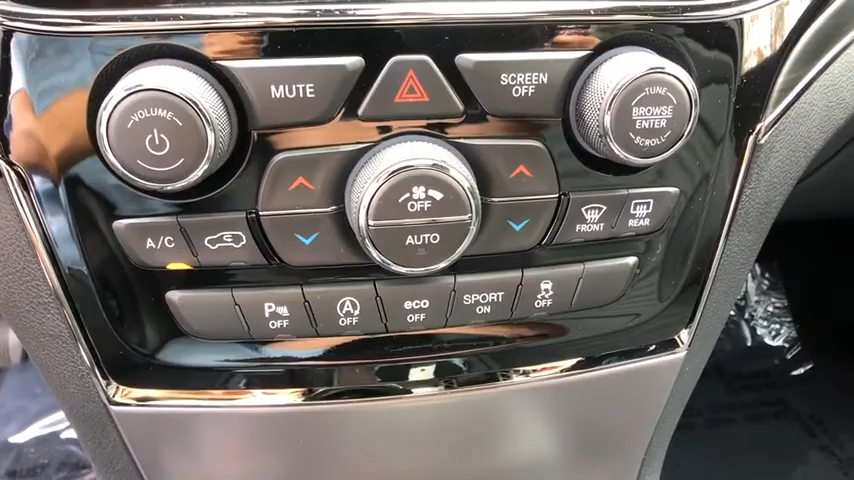 VOLUME
MUTE
SCREEN
OFF
TUNE
BROWSE
ENTER
SCROLL
OFF
AUTO
A/C
FRONT
REAR
P
OFF
A
OFF
eco
OFF
SPORT
ON
OFF